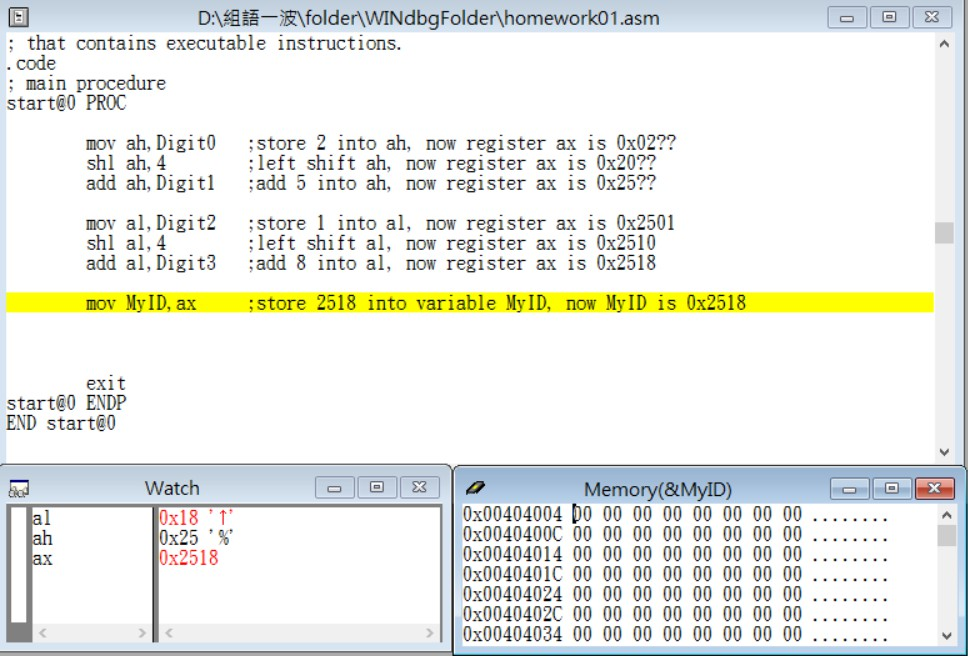 D:\組語一波\folder\WINdbgFolder\homework01.asm
; that contains executable instructions.
.code
; main procedure
start@0 PROC
mov ah,Digit0 ;store 2 into ah, now register ax is 0x02??
shl ah,4 ;left shift ah, now register ax is 0x20??
add ah,Digit1 ;add 5 into ah, now register ax is 0x25??
mov al,Digit2 ;store 1 into al, now register ax is 0x2501
shl al,4 ;left shift al, now register ax is 0x2510
add al,Digit3 ;add 8 into al, now register ax is 0x2518
mov MyID,ax ;store 2518 into variable MyID, now MyID is 0x2518
exit
start@0 ENDP
END start@0
Watch
al 0x18 '↑'
ah 0x25 '%'
ax 0x2518
Memory(&MyID)
0x00404004 00 00 00 00 00 00 00 00 ........
0x0040400C 00 00 00 00 00 00 00 00 ........
0x00404014 00 00 00 00 00 00 00 00 ........
0x0040401C 00 00 00 00 00 00 00 00 ........
0x00404024 00 00 00 00 00 00 00 00 ........
0x0040402C 00 00 00 00 00 00 00 00 ........
0x00404034 00 00 00 00 00 00 00 00 ........